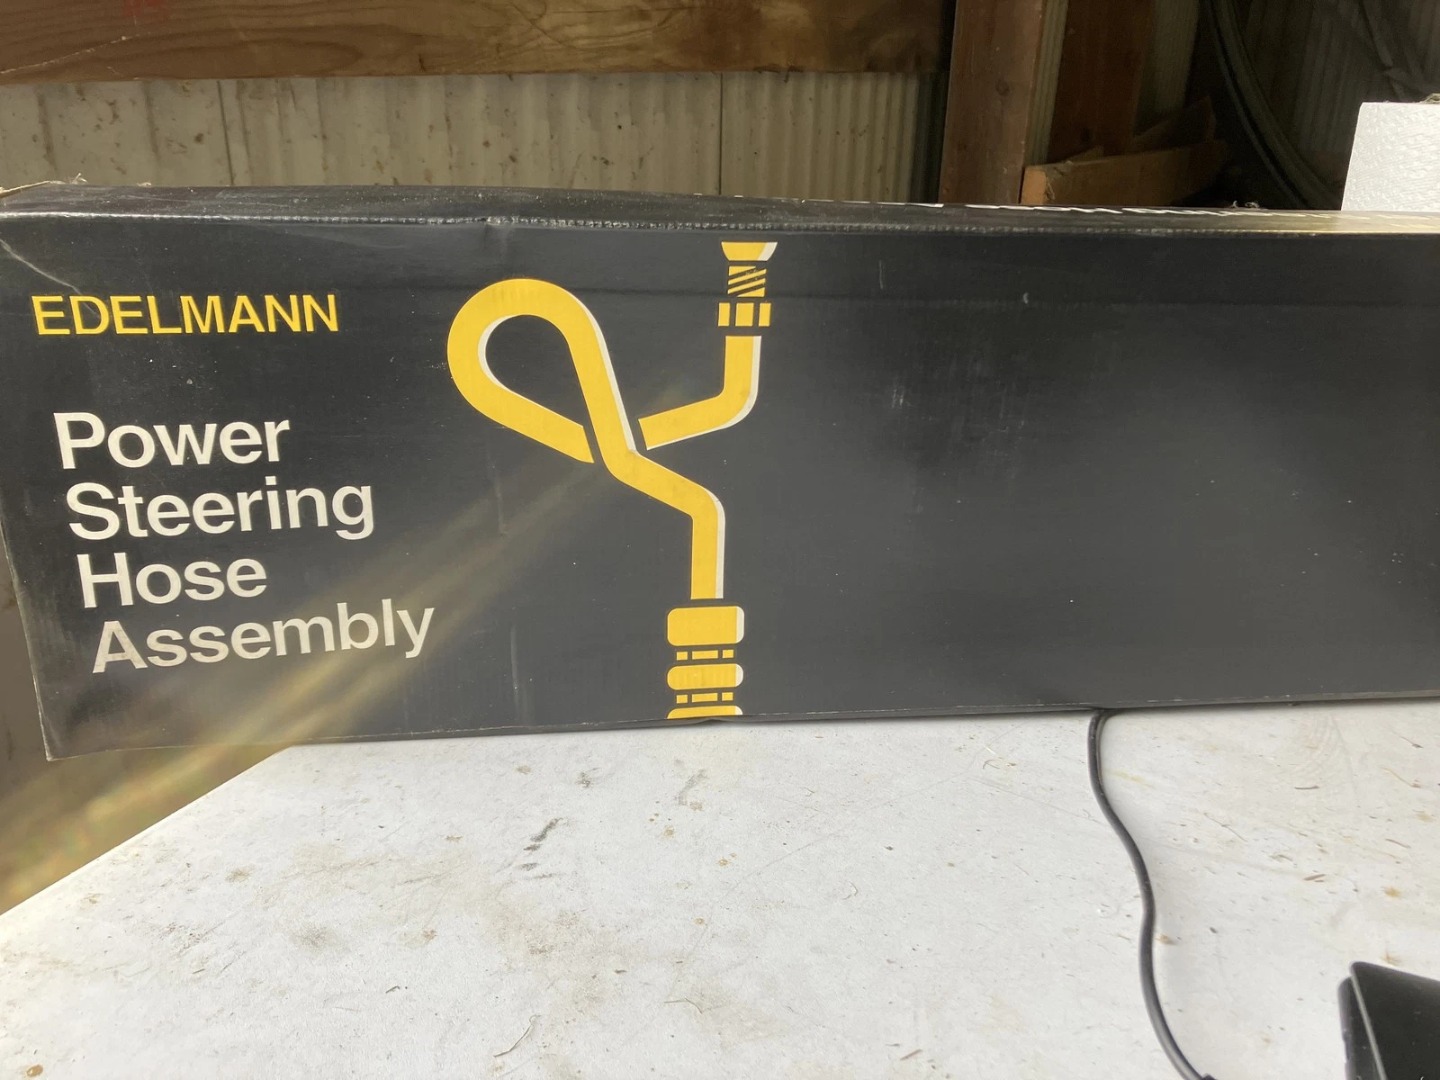 EDELMANN
Power
Steering
Hose
Assembly